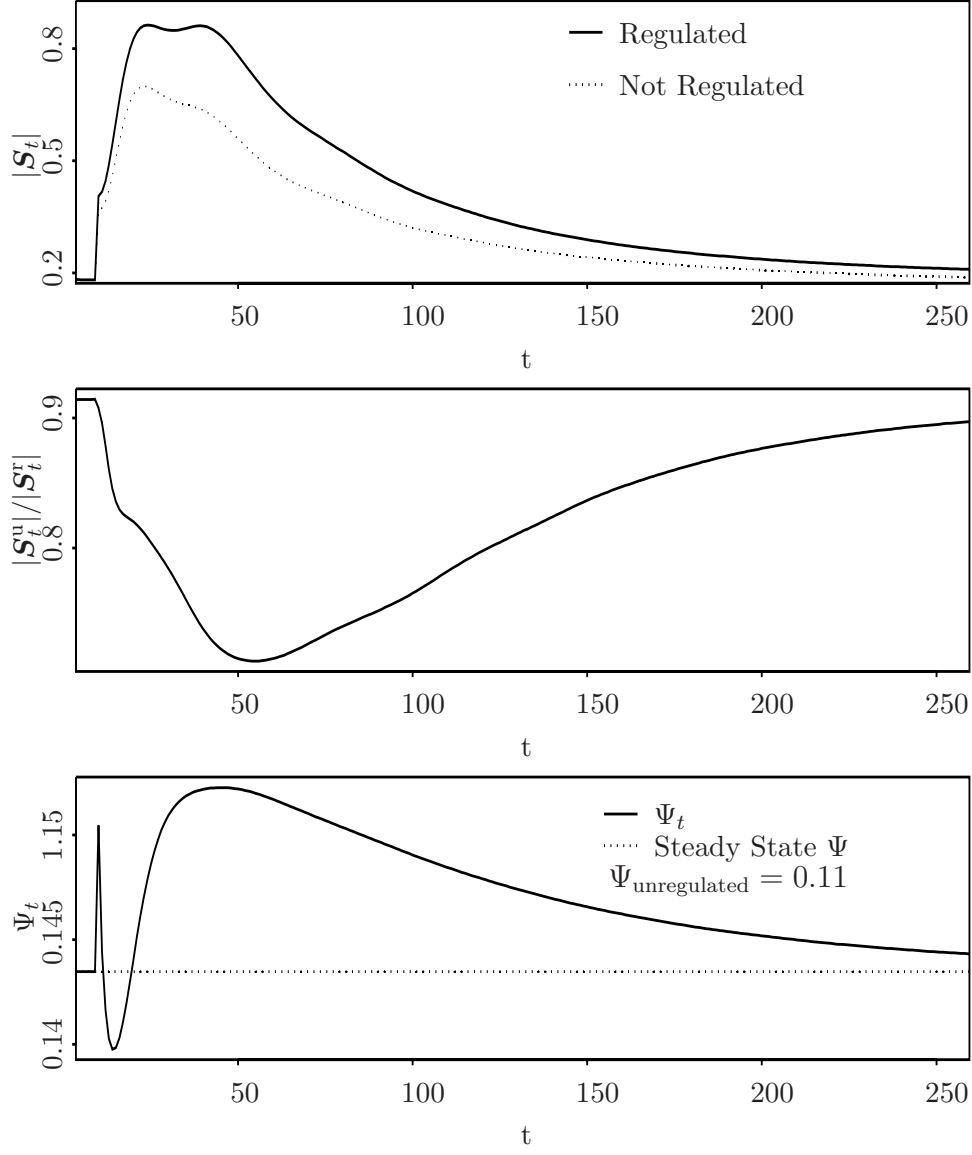 Regulated
Not Regulated
|S_t|
0.8
0.5
0.2
50 100 150 200 250
t
|S_t^u|/|S_t^r|
0.9
0.8
50 100 150 200 250
t
Ψ_t
Steady State Ψ
Ψ_unregulated = 0.11
Ψ_t
1.15
0.145
0.14
50 100 150 200 250
t